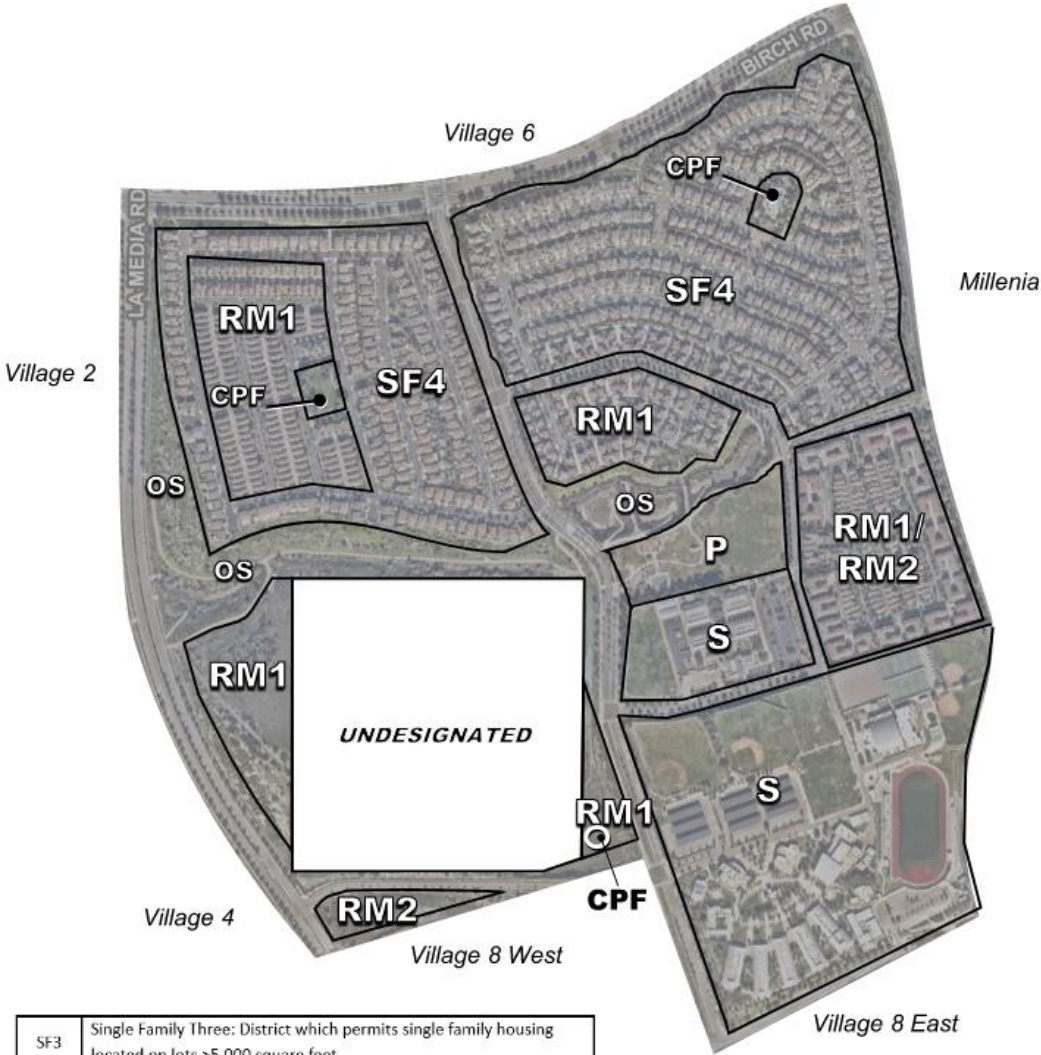 BIRCH RD
Village 6
CPF
LA MEDIA RD
Millenia
SF4
RM1
Village 2
SF4
CPF
RM1
OS
OS
RM1/
RM2
P
OS
S
RM1
UNDESIGNATED
S
RM1
CPF
RM2
Village 4
Village 8 West
Village 8 East
SF3
Single Family Three: District which permits single family housing
located on lots >5,000 square feet